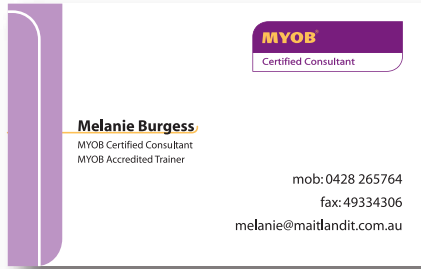 MYOB®
Certified Consultant
Melanie Burgess
MYOB Certified Consultant
MYOB Accredited Trainer
mob: 0428 265764
fax: 49334306
melanie@maitlandit.com.au